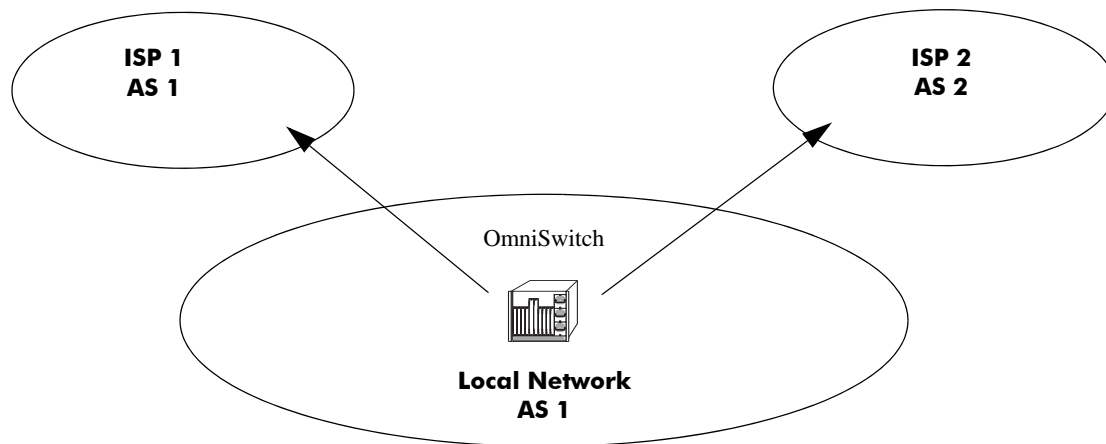 ISP 1
AS 1
ISP 2
AS 2
OmniSwitch
Local Network
AS 1